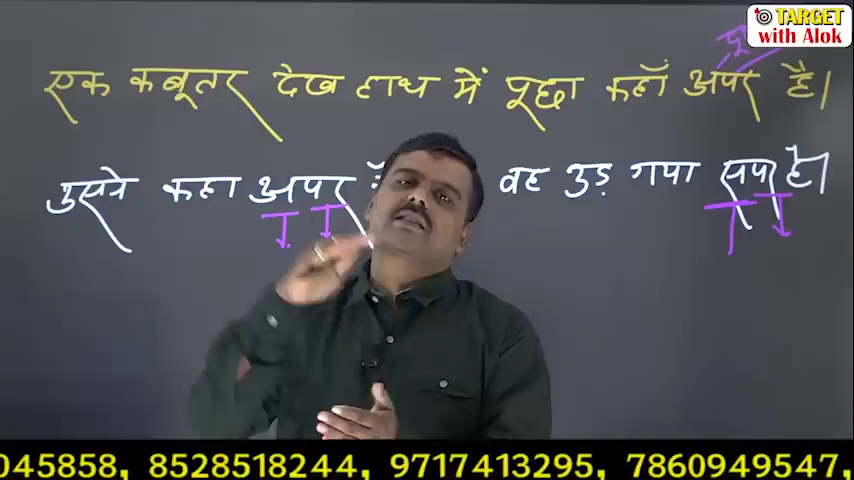 TARGET
with Alok
एक कबूतर देख हाथ में पूछा कहाँ अपर है।
उसने कहा अपर वह उड़ गया सपर है।
045858, 8528518244, 9717413295, 7860949547,